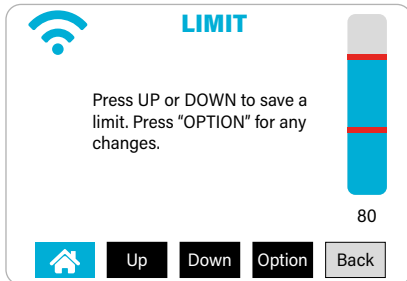 LIMIT
Press UP or DOWN to save a
limit. Press “OPTION” for any
changes.
80
Up Down Option Back